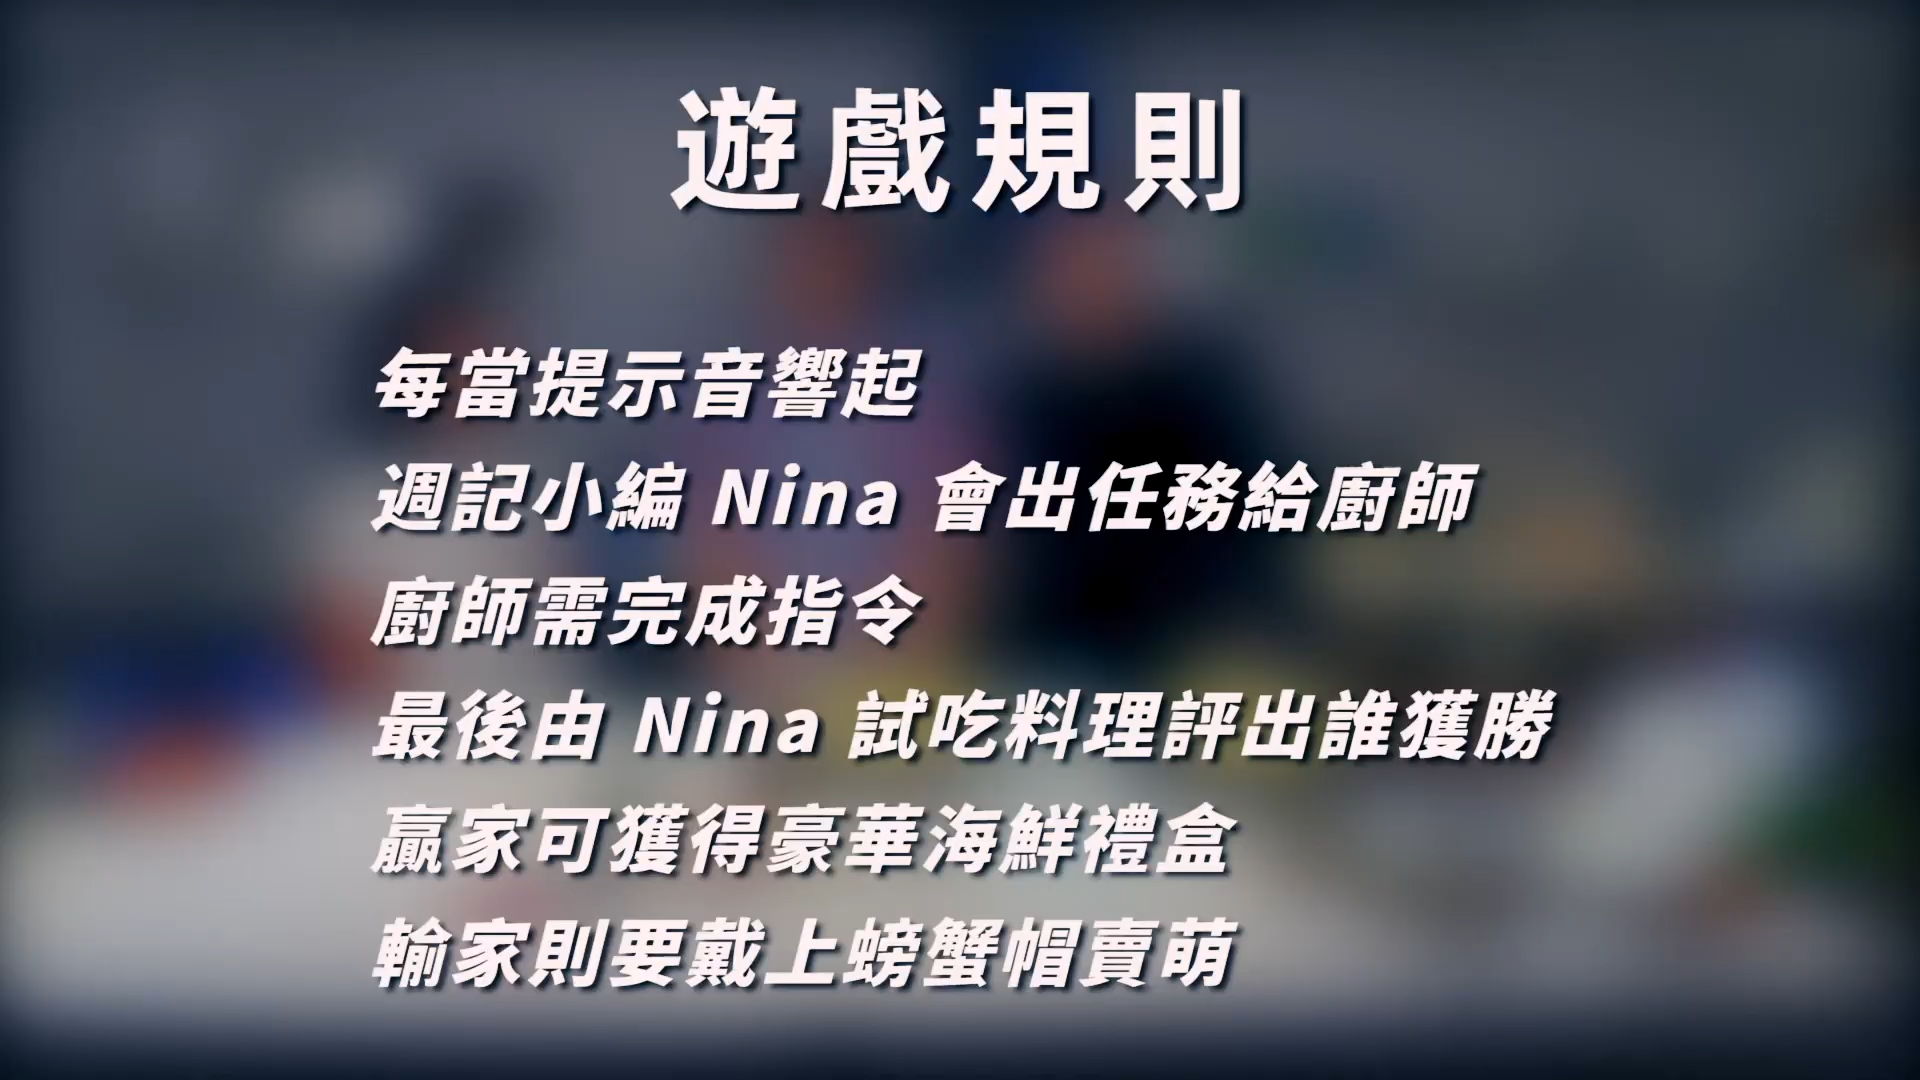 遊戲規則
每當提示音響起
週記小編 Nina 會出任務給廚師
廚師需完成指令
最後由 Nina 試吃料理評出誰獲勝
贏家可獲得豪華海鮮禮盒
輸家則要戴上螃蟹帽賣萌